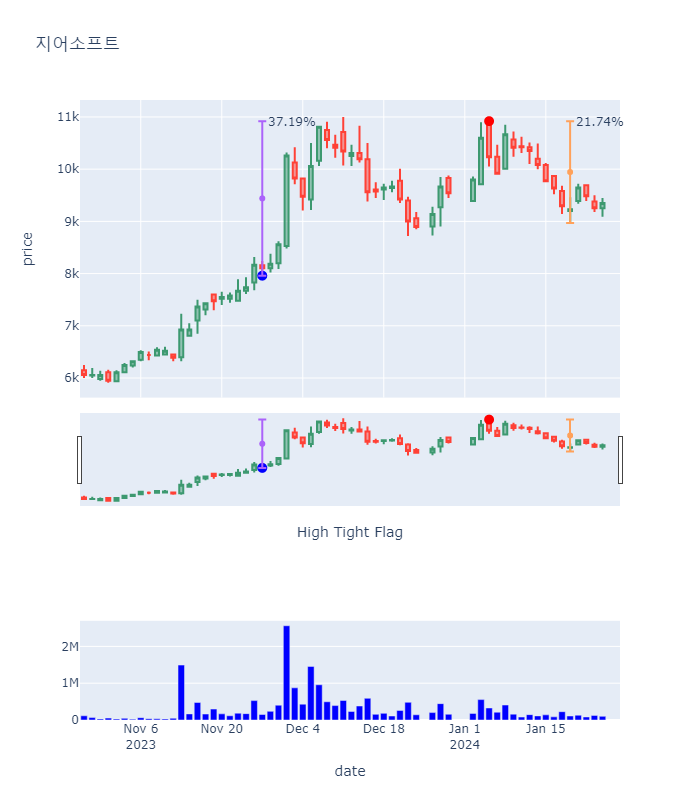 지어소프트
37.19%
21.74%
11k
10k
9k
8k
7k
6k
price
High Tight Flag
2M
1M
0
Nov 6
2023
Nov 20
Dec 4
Dec 18
Jan 1
2024
Jan 15
date